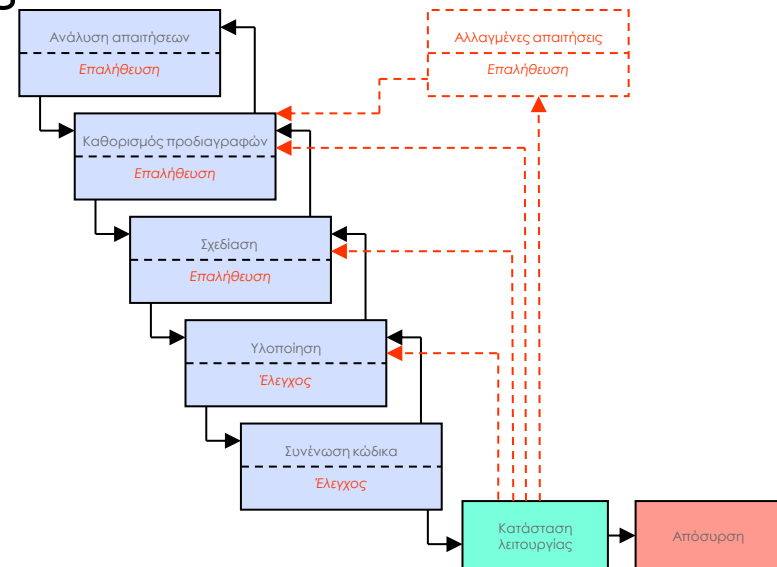 Ανάλυση απαιτήσεων
Επαλήθευση
Αλλαγμένες απαιτήσεις
Επαλήθευση
Καθορισμός προδιαγραφών
Επαλήθευση
Σχεδίαση
Επαλήθευση
Υλοποίηση
Έλεγχος
Συνένωση κώδικα
Έλεγχος
Κατάσταση
λειτουργίας
Απόσυρση